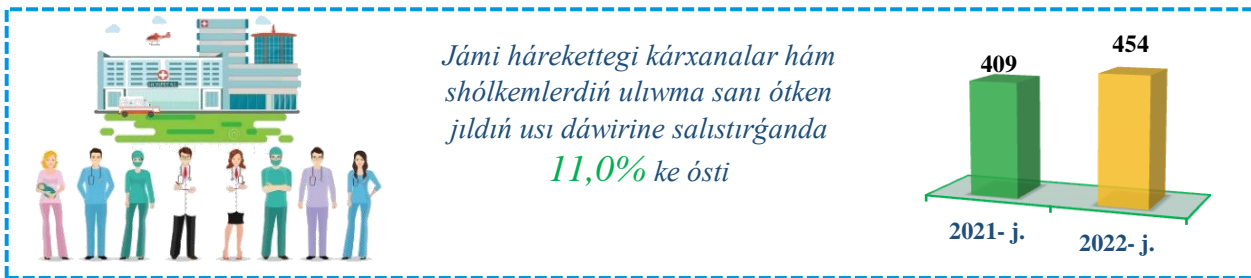 HOSPITAL
Jámi hárekettegi kárxanalar hám
shólkemlerdiń ulıwma sanı ótken
jıldıń usı dáwirine salıstırǵanda
11,0% ke ósti
409
454
2021- j.
2022- j.